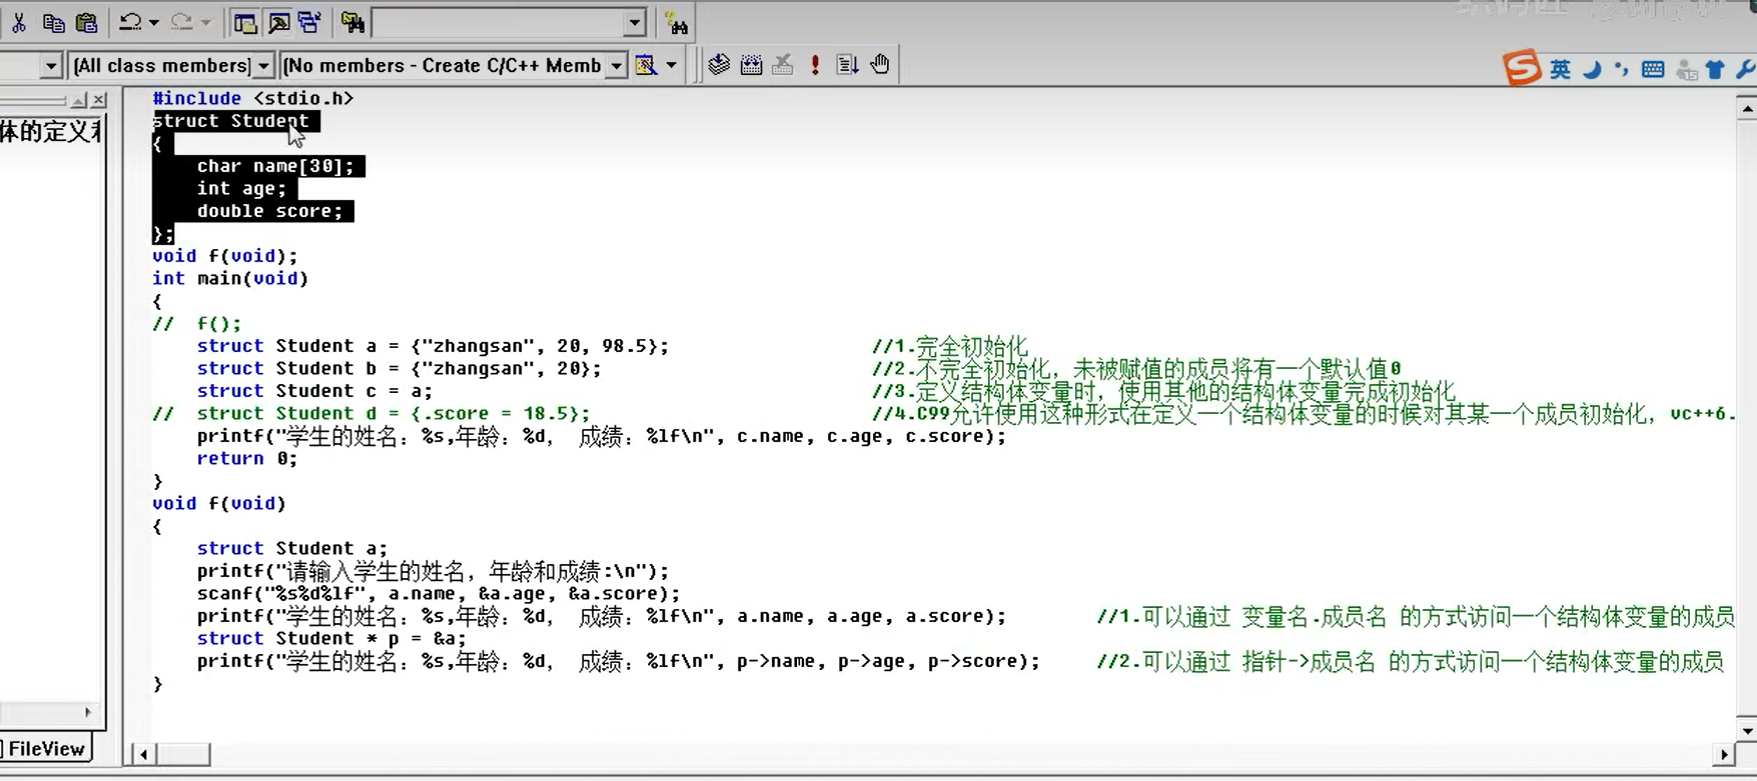 [All class members]
(No members - Create C/C++ Memb
英
体的定义和
#include <stdio.h>
struct Student
{
    char name[30];
    int age;
    double score;
};
void f(void);
int main(void)
{
//  f();
    struct Student a = {"zhangsan", 20, 98.5};    //1.完全初始化
    struct Student b = {"zhangsan", 20};    //2.不完全初始化，未被赋值的成员将有一个默认值0
    struct Student c = a;    //3.定义结构体变量时，使用其他的结构体变量完成初始化
//  struct Student d = {.score = 18.5};    //4.C99允许使用这种形式在定义一个结构体变量的时候对其某一个成员初始化，vc++6.
    printf("学生的姓名：%s,年龄：%d， 成绩：%lf\n", c.name, c.age, c.score);
    return 0;
}
void f(void)
{
    struct Student a;
    printf("请输入学生的姓名，年龄和成绩:\n");
    scanf("%s%d%lf", a.name, &a.age, &a.score);
    printf("学生的姓名：%s,年龄：%d， 成绩：%lf\n", a.name, a.age, a.score);    //1.可以通过 变量名.成员名 的方式访问一个结构体变量的成员
    struct Student * p = &a;
    printf("学生的姓名：%s,年龄：%d， 成绩：%lf\n", p->name, p->age, p->score);    //2.可以通过 指针->成员名 的方式访问一个结构体变量的成员
}
FileView